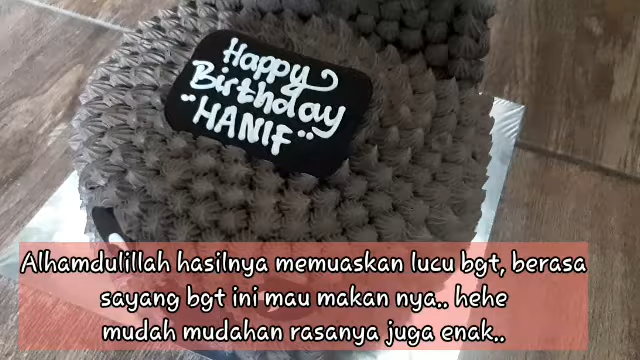 Happy
Birthday
"HANIF"
Alhamdulillah hasilnya memuaskan lucu bgt, berasa
sayang bgt ini mau makan nya.. hehe
mudah mudahan rasanya juga enak..